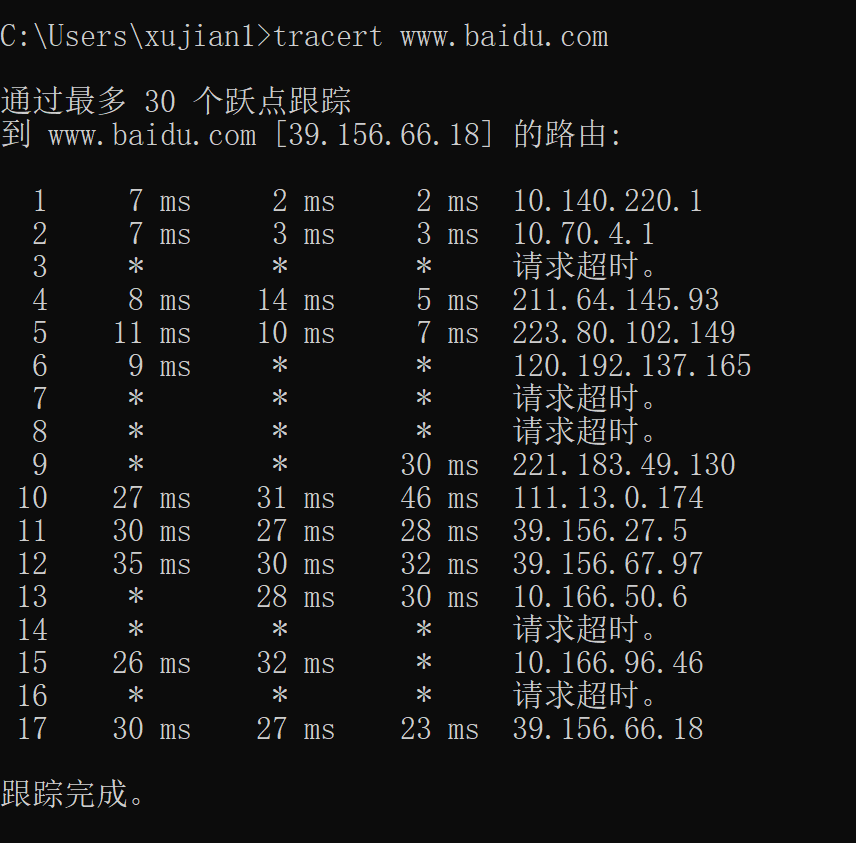 C:\Users\xujian1>tracert www.baidu.com
通过最多 30 个跃点跟踪
到 www.baidu.com [39.156.66.18] 的路由:
1 7 ms 2 ms 2 ms 10.140.220.1
2 7 ms 3 ms 3 ms 10.70.4.1
3 * * * 请求超时。
4 8 ms 14 ms 5 ms 211.64.145.93
5 11 ms 10 ms 7 ms 223.80.102.149
6 9 ms * * 120.192.137.165
7 * * * 请求超时。
8 * * * 请求超时。
9 * * 30 ms 221.183.49.130
10 27 ms 31 ms 46 ms 111.13.0.174
11 30 ms 27 ms 28 ms 39.156.27.5
12 35 ms 30 ms 32 ms 39.156.67.97
13 * 28 ms 30 ms 10.166.50.6
14 * * * 请求超时。
15 26 ms 32 ms * 10.166.96.46
16 * * * 请求超时。
17 30 ms 27 ms 23 ms 39.156.66.18
跟踪完成。